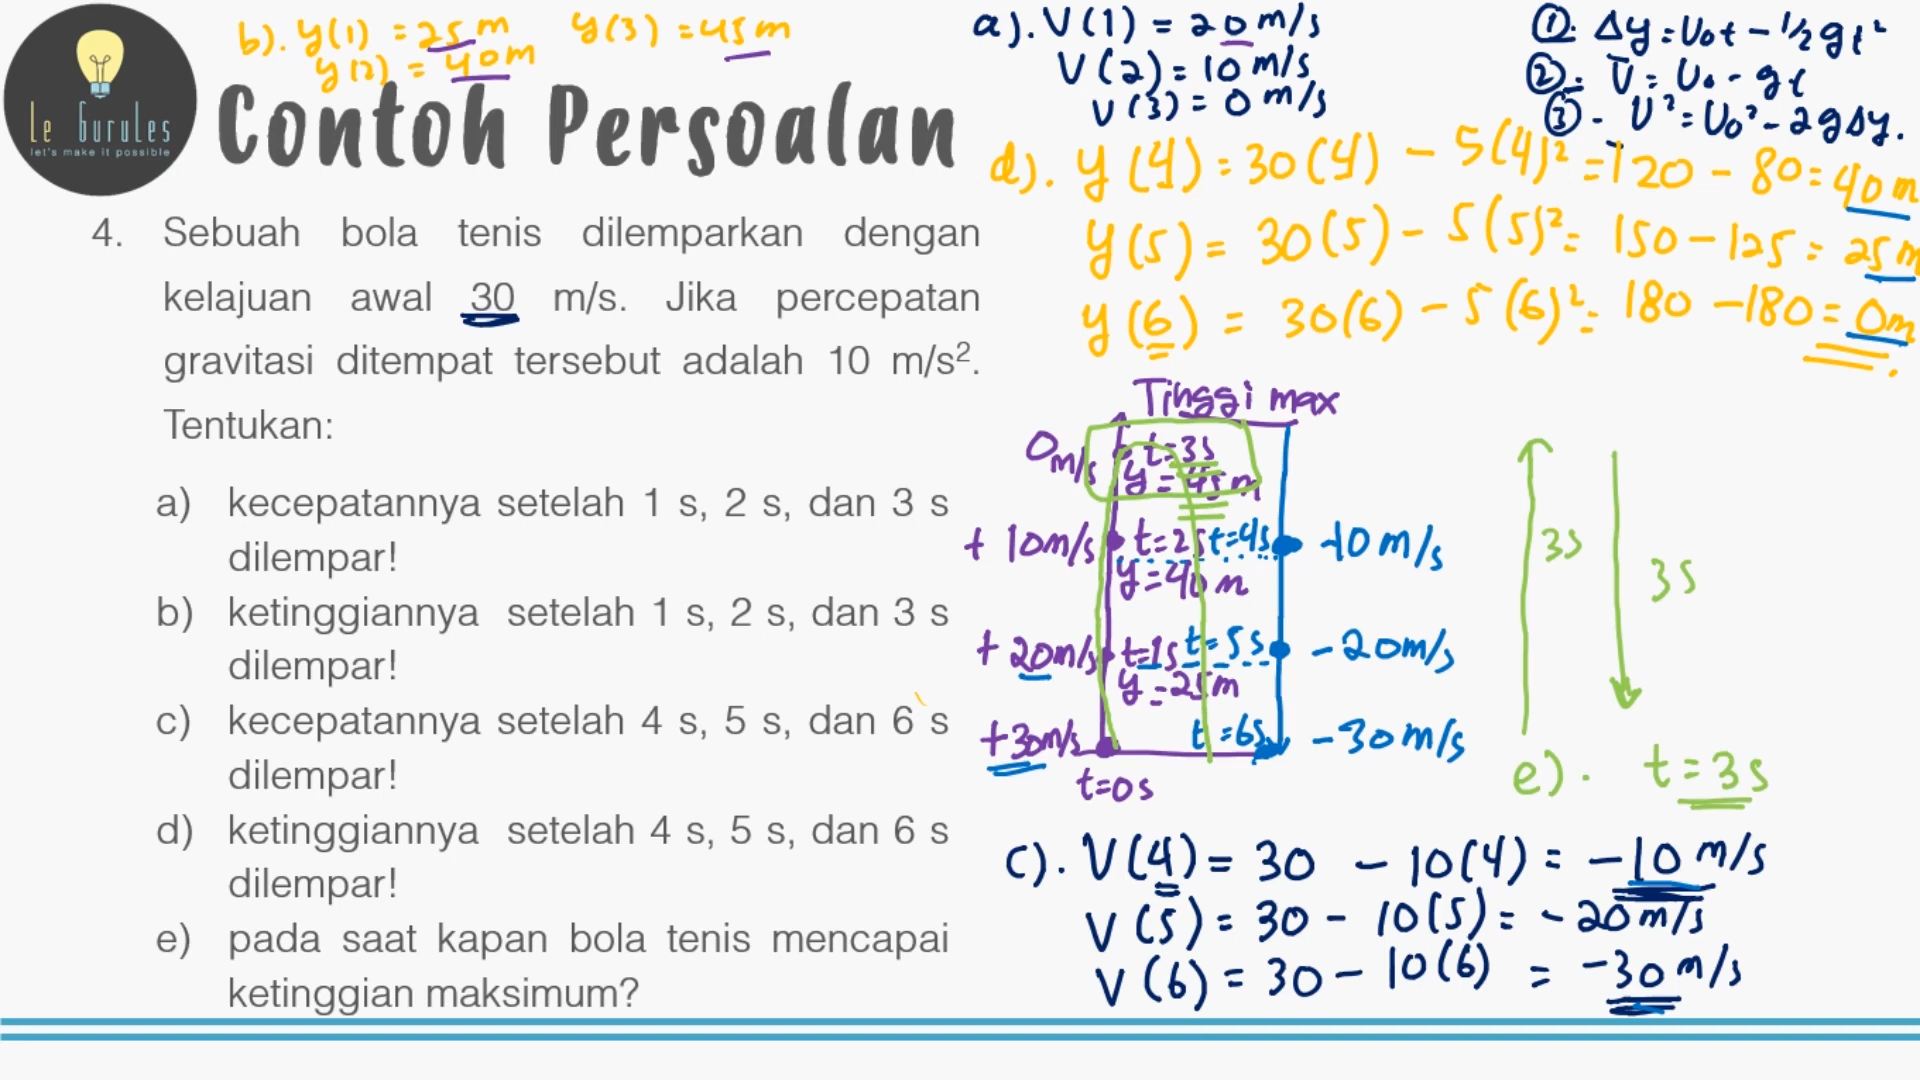 b). y(1) = 25 m   y(3) = 45 m
y(2) = 40 m
a). V(1) = 20 m/s
V(2) = 10 m/s
V(3) = 0 m/s
①. Δy = U₀t - ½gt²
②. U = U₀ - gt
③. U² = U₀² - 2gΔy.
Le Gurules
let's make it possible
Contoh Persoalan
d). y(4) = 30(4) - 5(4)² = 120 - 80 = 40 m
y(5) = 30(5) - 5(5)² = 150 - 125 = 25 m
y(6) = 30(6) - 5(6)² = 180 - 180 = 0 m
4. Sebuah bola tenis dilemparkan dengan
kelajuan awal 30 m/s. Jika percepatan
gravitasi ditempat tersebut adalah 10 m/s².
Tentukan:
a) kecepatannya setelah 1 s, 2 s, dan 3 s
dilempar!
b) ketinggiannya setelah 1 s, 2 s, dan 3 s
dilempar!
c) kecepatannya setelah 4 s, 5 s, dan 6 s
dilempar!
d) ketinggiannya setelah 4 s, 5 s, dan 6 s
dilempar!
e) pada saat kapan bola tenis mencapai
ketinggian maksimum?
Tinggi max
0 m/s t=3s
y = 45 m
+ 10 m/s t=2s t=4s -10 m/s
y=40 m
+ 20 m/s t=1s t=5s -20 m/s
y=25 m
+30 m/s t=6s -30 m/s
t=0s
3s
3s
e). t = 3s
c). V(4) = 30 - 10(4) = -10 m/s
V(5) = 30 - 10(5) = -20 m/s
V(6) = 30 - 10(6) = -30 m/s